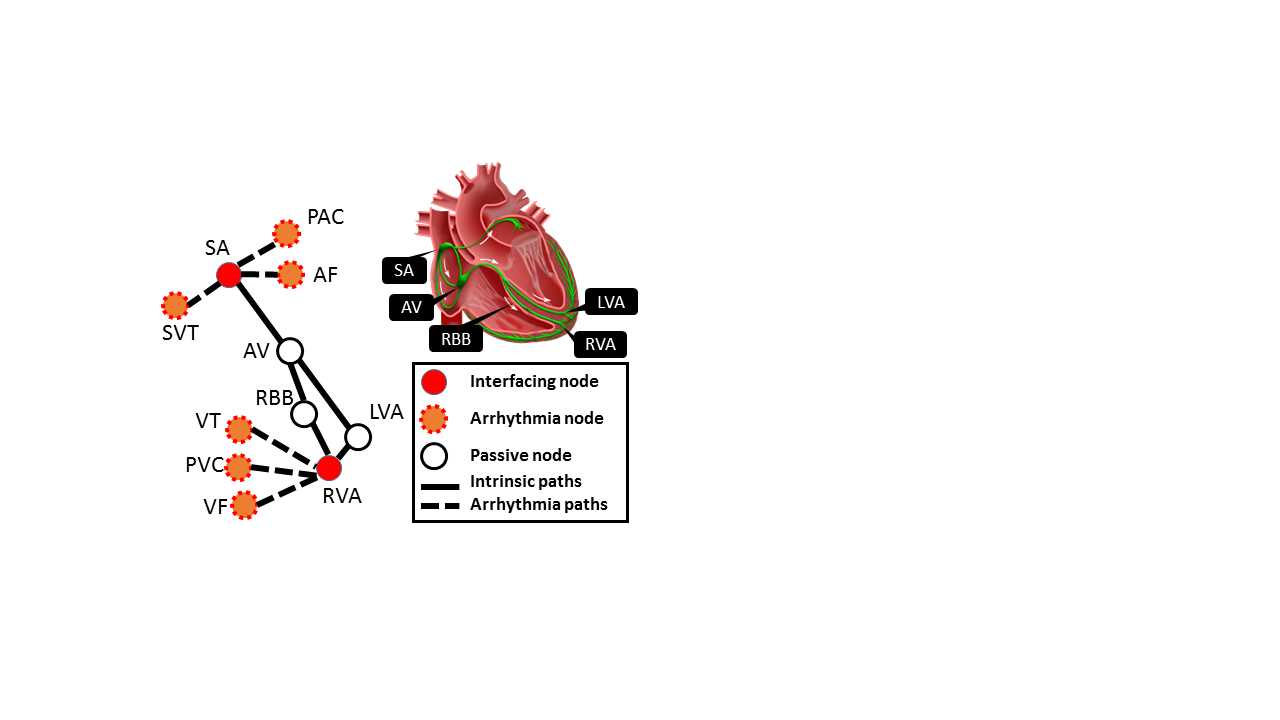 PAC
SA
AF
SVT
AV
RBB
LVA
VT
PVC
VF
RVA
SA
AV
RBB
LVA
RVA
Interfacing node
Arrhythmia node
Passive node
Intrinsic paths
Arrhythmia paths